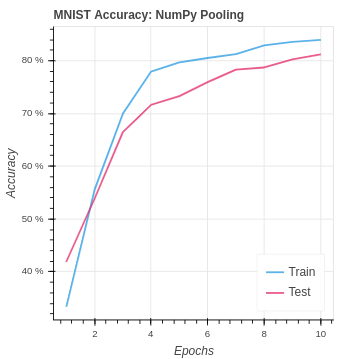 MNIST Accuracy: NumPy Pooling
80 %
70 %
60 %
50 %
40 %
Accuracy
Train
Test
2
4
6
8
10
Epochs